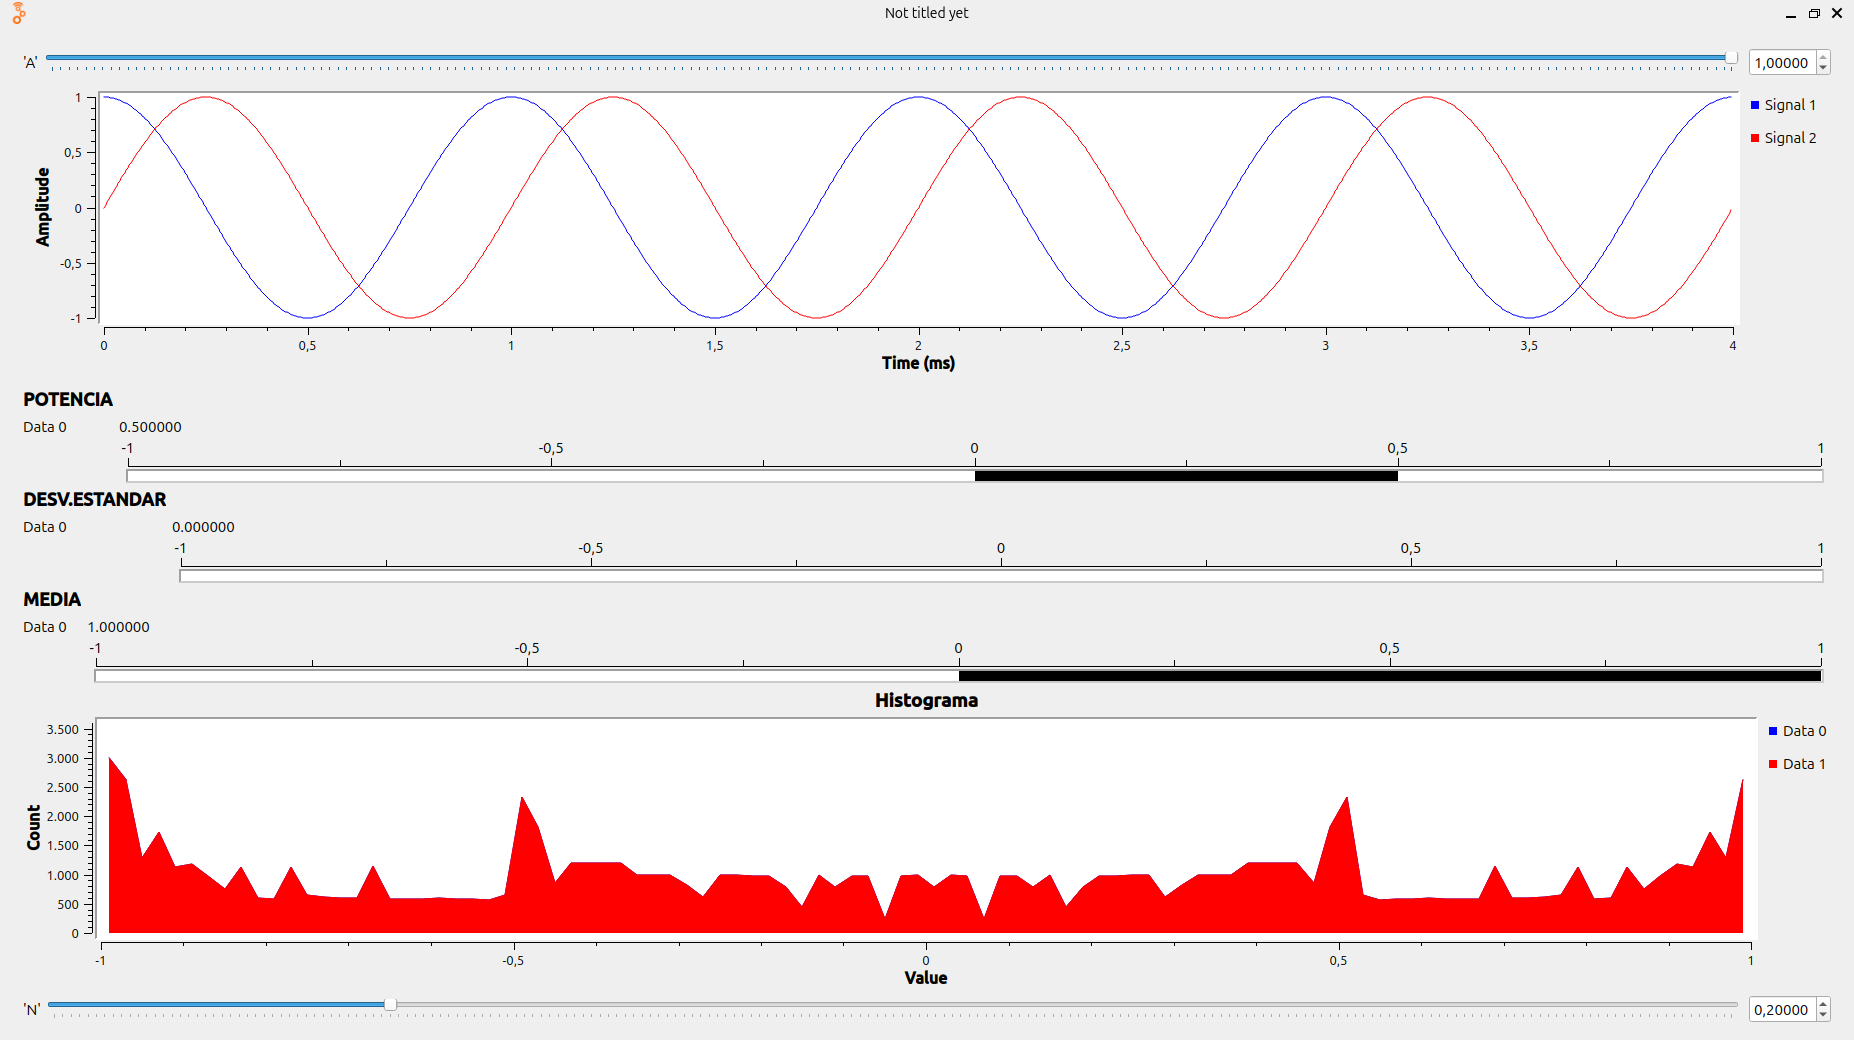 Not titled yet
'A'
1,00000
1
0,5
0
-0,5
-1
Amplitude
Signal 1
Signal 2
0 0,5 1 1,5 2 2,5 3 3,5 4
Time (ms)
POTENCIA
Data 0 0.500000
-1 -0,5 0 0,5 1
DESV.ESTANDAR
Data 0 0.000000
-1 -0,5 0 0,5 1
MEDIA
Data 0 1.000000
-1 -0,5 0 0,5 1
Histograma
3.500
3.000
2.500
2.000
1.500
1.000
500
0
Count
Data 0
Data 1
-1 -0,5 0 0,5 1
Value
'N'
0,20000